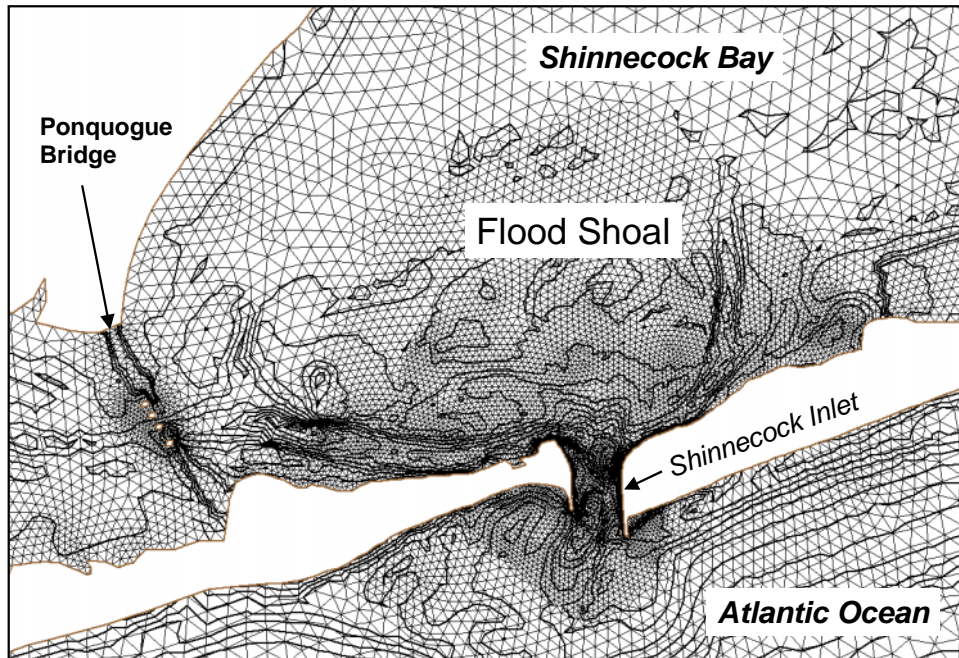 Shinnecock Bay
Ponquogue
Bridge
Flood Shoal
Shinnecock Inlet
Atlantic Ocean